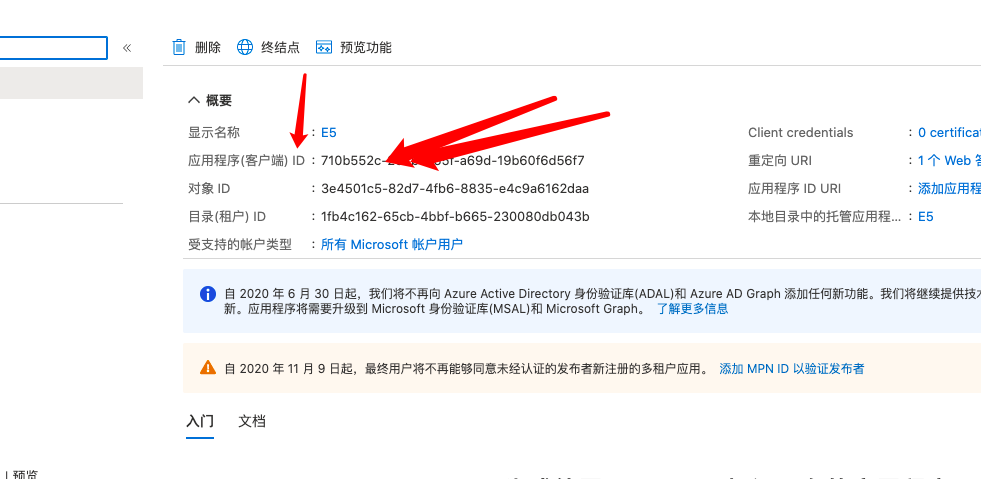 «
删除 终结点 预览功能
概要
显示名称 : E5
Client credentials : 0 certifica
应用程序(客户端) ID : 710b552c- -a69d-19b60f6d56f7
重定向 URI : 1 个 Web
对象 ID : 3e4501c5-82d7-4fb6-8835-e4c9a6162daa
应用程序 ID URI : 添加应用程
目录(租户) ID : 1fb4c162-65cb-4bbf-b665-230080db043b
本地目录中的托管应用程... : E5
受支持的帐户类型 : 所有 Microsoft 帐户用户
自 2020 年 6 月 30 日起，我们将不再向 Azure Active Directory 身份验证库(ADAL)和 Azure AD Graph 添加任何新功能。我们将继续提供技
新。应用程序将需要升级到 Microsoft 身份验证库(MSAL)和 Microsoft Graph。 了解更多信息
自 2020 年 11 月 9 日起，最终用户将不再能够同意未经认证的发布者新注册的多租户应用。 添加 MPN ID 以验证发布者
入门 文档
预览